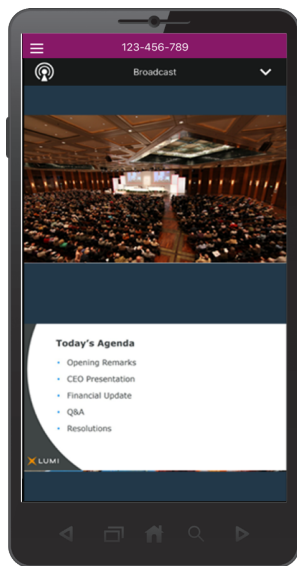 123-456-789
Broadcast
Today's Agenda
Opening Remarks
CEO Presentation
Financial Update
Q&A
Resolutions
LUMI